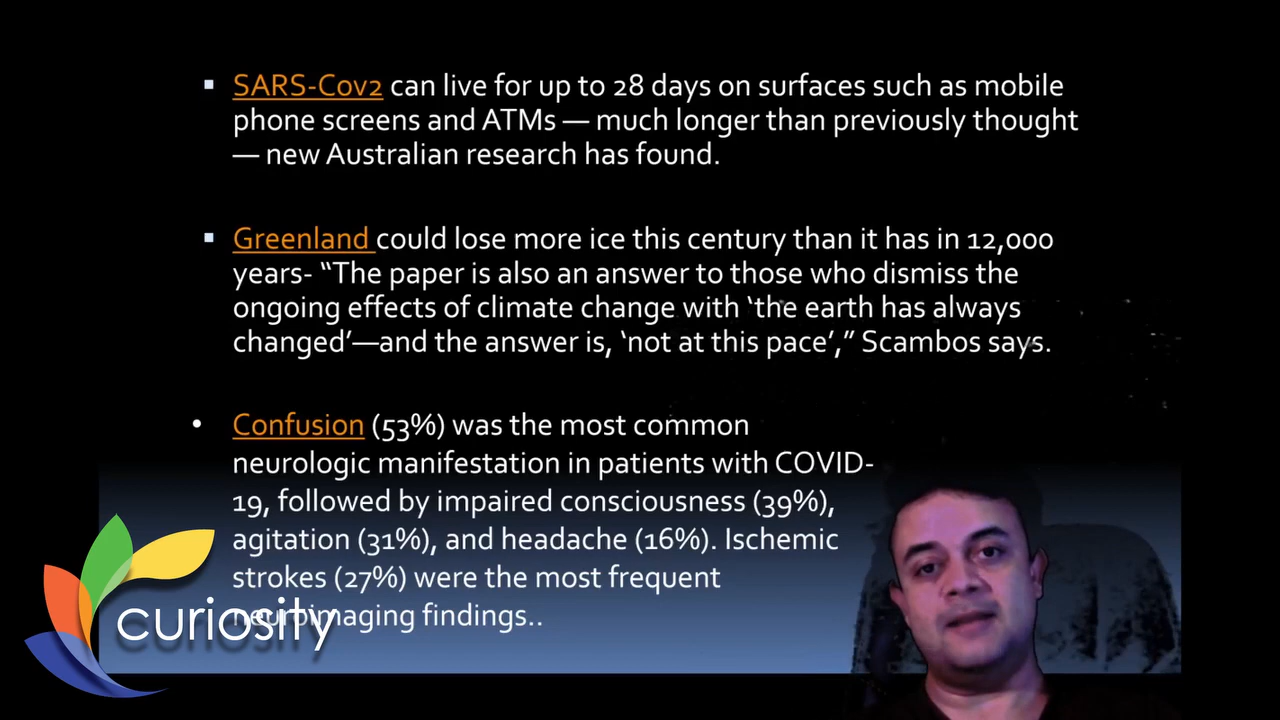 SARS-Cov2 can live for up to 28 days on surfaces such as mobile
phone screens and ATMs — much longer than previously thought
— new Australian research has found.
Greenland could lose more ice this century than it has in 12,000
years- “The paper is also an answer to those who dismiss the
ongoing effects of climate change with ‘the earth has always
changed’—and the answer is, ‘not at this pace’,” Scambos says.
Confusion (53%) was the most common
neurologic manifestation in patients with COVID-
19, followed by impaired consciousness (39%),
agitation (31%), and headache (16%). Ischemic
strokes (27%) were the most frequent
neuroimaging findings..
curiosity